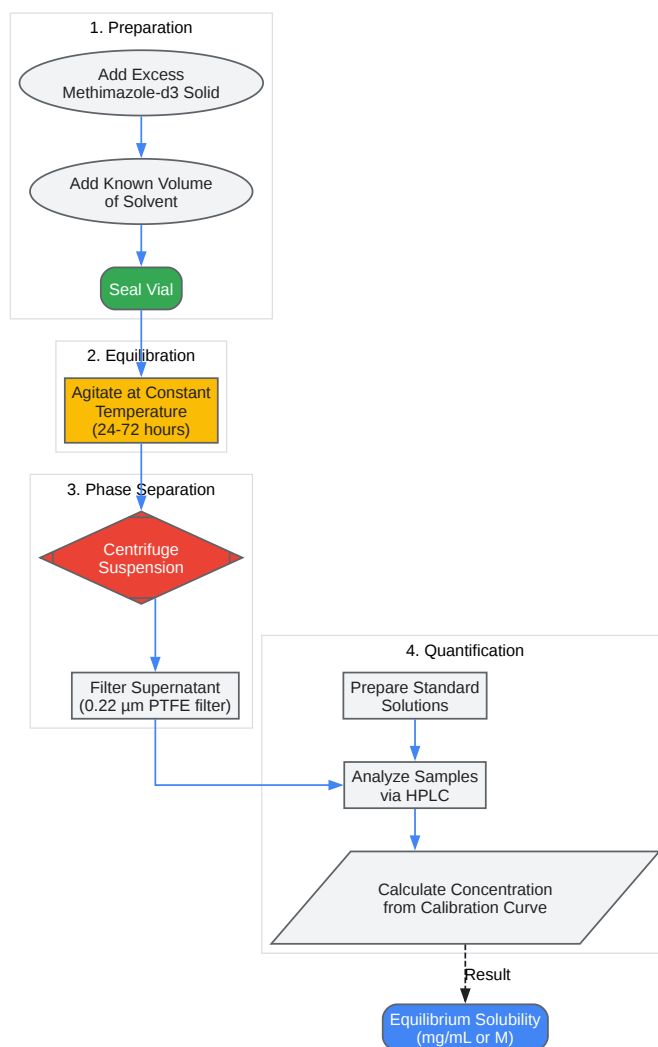 1. Preparation
Add Excess
Methimazole-d3 Solid
Add Known Volume
of Solvent
Seal Vial
2. Equilibration
Agitate at Constant
Temperature
(24-72 hours)
3. Phase Separation
Centrifuge
Suspension
Filter Supernatant
(0.22 µm PTFE filter)
4. Quantification
Prepare Standard
Solutions
Analyze Samples
via HPLC
Calculate Concentration
from Calibration Curve
Result
Equilibrium Solubility
(mg/mL or M)